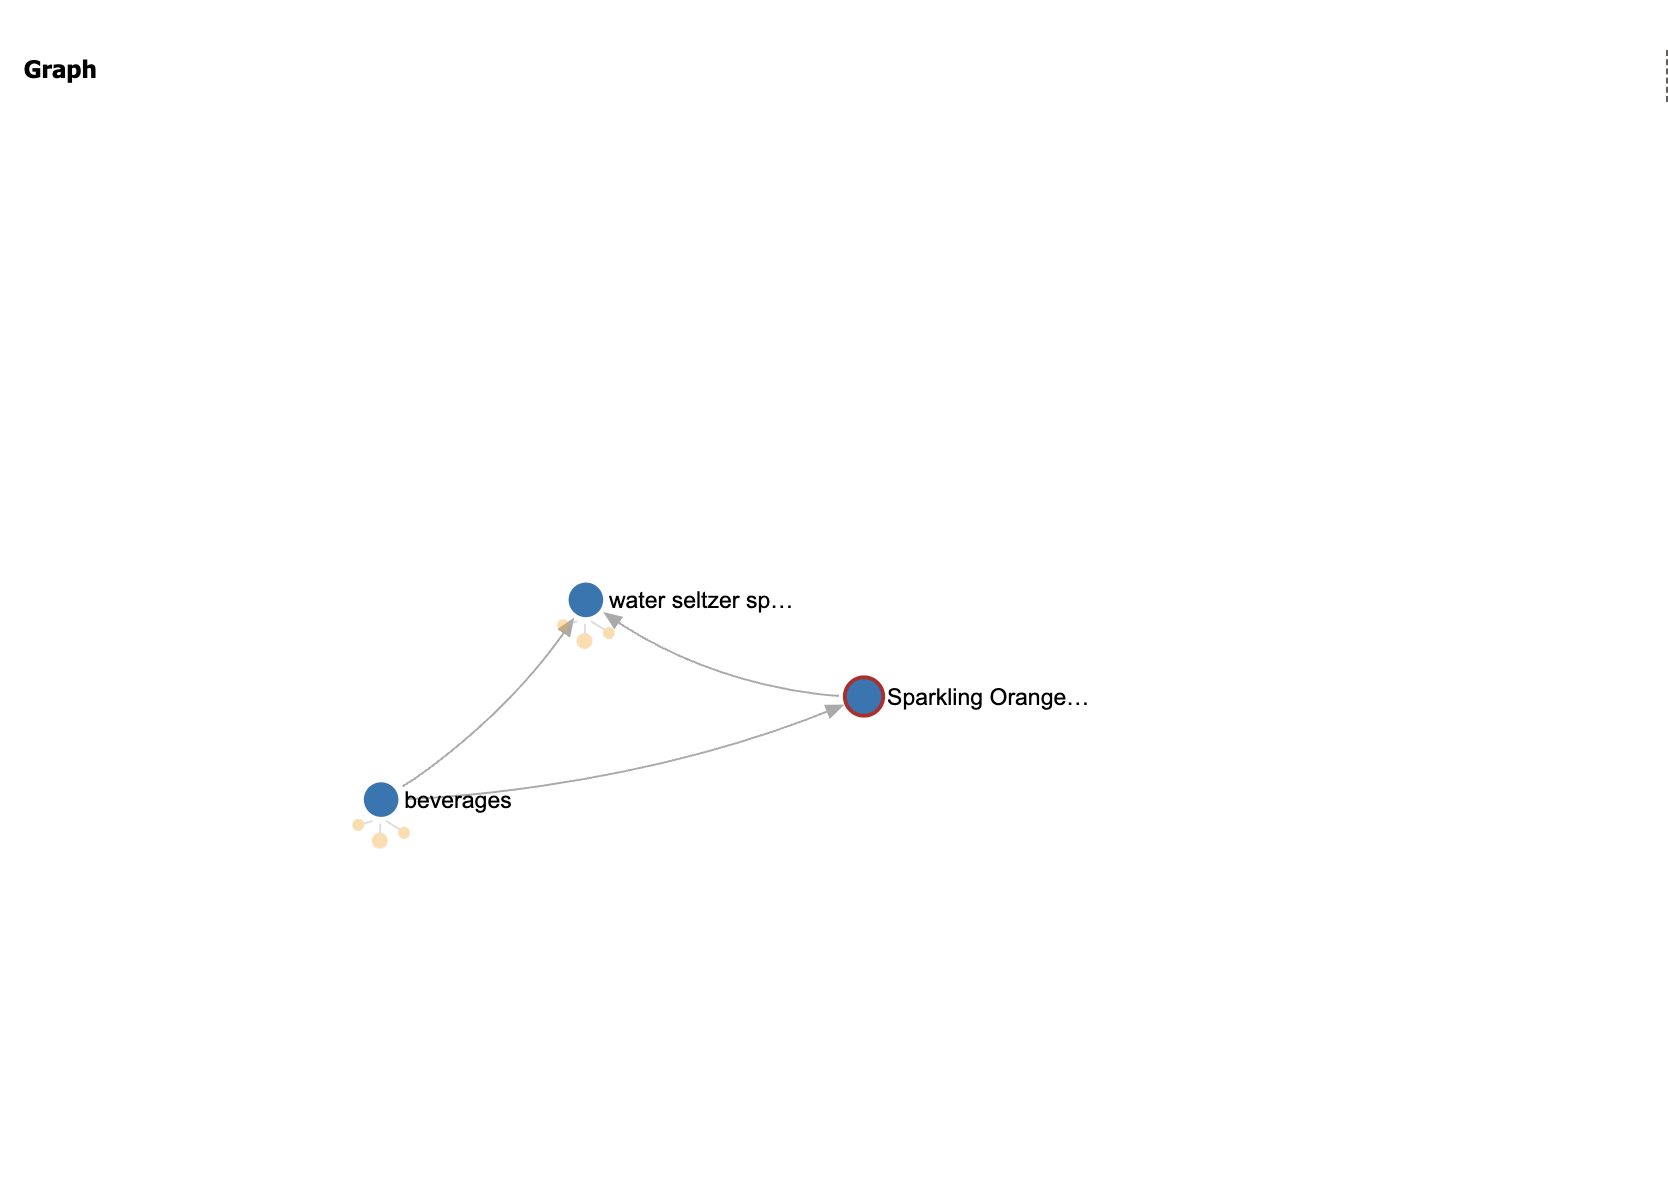 Graph
water seltzer sp…
Sparkling Orange…
beverages